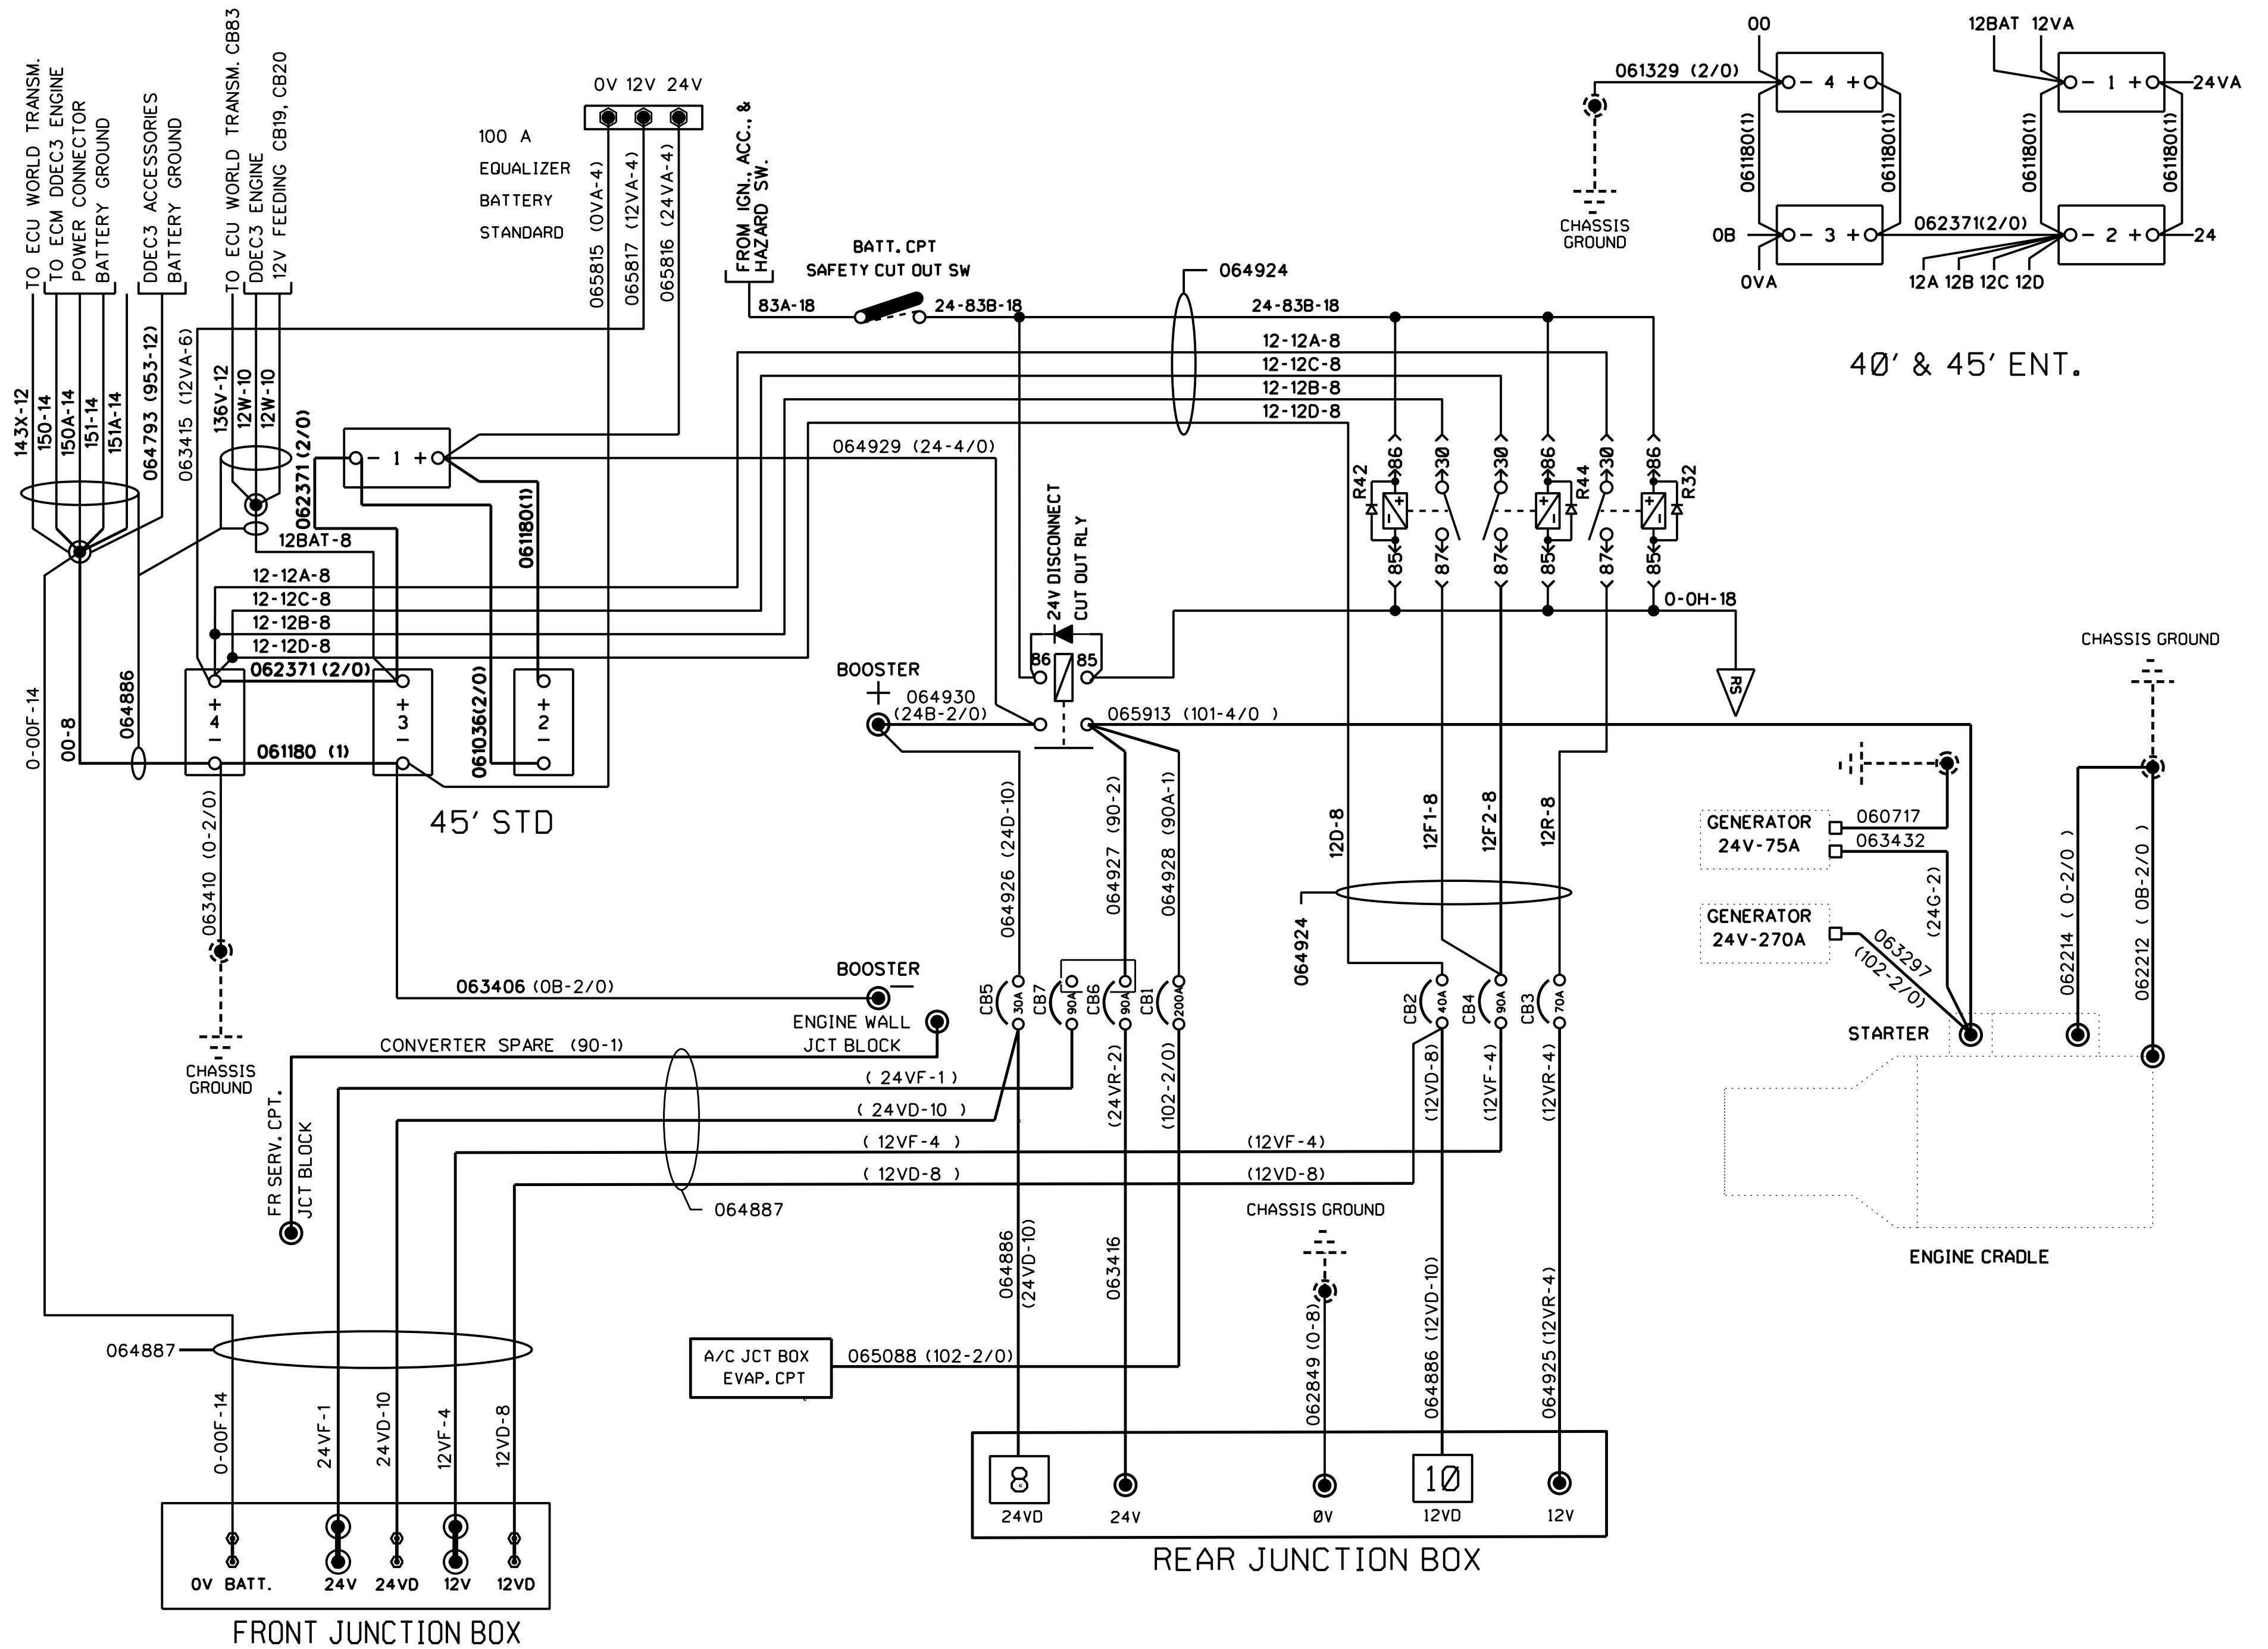 TO ECU WORLD TRANSM.
TO ECM DDEC3 ENGINE
POWER CONNECTOR
BATTERY GROUND
DDEC3 ACCESSORIES
BATTERY GROUND
TO ECU WORLD TRANSM. CB83
DDEC3 ENGINE
12V FEEDING CB19, CB20
143X-12
150-14
150A-14
151-14
151A-14
064793 (953-12)
063415 (12VA-6)
136V-12
12W-10
12W-10
062371 (2/0)
100 A
EQUALIZER
BATTERY
STANDARD
0V 12V 24V
065815 (0VA-4)
065817 (12VA-4)
065816 (24VA-4)
FROM IGN., ACC., &
HAZARD SW.
BATT. CPT
SAFETY CUT OUT SW
83A-18
24-83B-18
064924
24-83B-18
12-12A-8
12-12C-8
12-12B-8
12-12D-8
061329 (2/0)
CHASSIS
GROUND
00
- 4 +
061180(1)
061180(1)
0B
- 3 +
0VA
062371(2/0)
12BAT 12VA
- 1 +
24VA
061180(1)
061180(1)
- 2 +
24
12A 12B 12C 12D
40' & 45' ENT.
- 1 +
064929 (24-4/0)
061180(1)
12BAT-8
12-12A-8
12-12C-8
12-12B-8
12-12D-8
062371 (2/0)
+
4
-
+
3
-
+
2
-
061180 (1)
061036(2/0)
0-00F-14
00-8
064886
45' STD
063410 (0-2/0)
CHASSIS
GROUND
24V DISCONNECT
CUT OUT RLY
86
85
BOOSTER
+
064930
(24B-2/0)
065913 (101-4/0 )
R42
86
30
30
86
R44
30
86
R32
+
-
+
-
+
-
85
87
87
85
87
85
0-0H-18
RS
064926 (24D-10)
064927 (90-2)
064928 (90A-1)
12D-8
12F1-8
12F2-8
12R-8
064924
CHASSIS GROUND
GENERATOR
24V-75A
060717
063432
GENERATOR
24V-270A
063297
(102-2/0)
(24G-2)
062214 ( 0-2/0 )
062212 ( 0B-2/0 )
STARTER
ENGINE CRADLE
063406 (0B-2/0)
BOOSTER
-
ENGINE WALL
JCT BLOCK
CONVERTER SPARE (90-1)
( 24VF-1 )
( 24VD-10 )
( 12VF-4 )
( 12VD-8 )
(12VF-4)
(12VD-8)
064887
FR SERV. CPT.
JCT BLOCK
CB5
30A
CB7
90A
CB6
90A
CB1
200A
CB2
40A
CB4
90A
CB3
70A
(24VR-2)
(102-2/0)
(12VD-8)
(12VF-4)
(12VR-4)
064886
(24VD-10)
063416
CHASSIS GROUND
062849 (0-8)
064886 (12VD-10)
064925(12VR-4)
A/C JCT BOX
EVAP. CPT
065088 (102-2/0)
064887
0-00F-14
24VF-1
24VD-10
12VF-4
12VD-8
0V BATT.
24V
24VD
12V
12VD
FRONT JUNCTION BOX
8
24VD
24V
0V
10
12VD
12V
REAR JUNCTION BOX